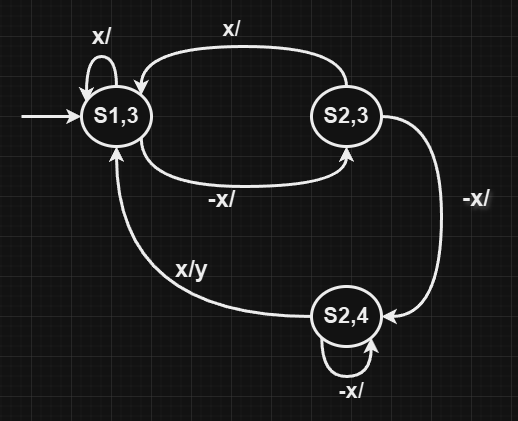 x/
x/
S1,3
S2,3
-x/
-x/
x/y
S2,4
-x/